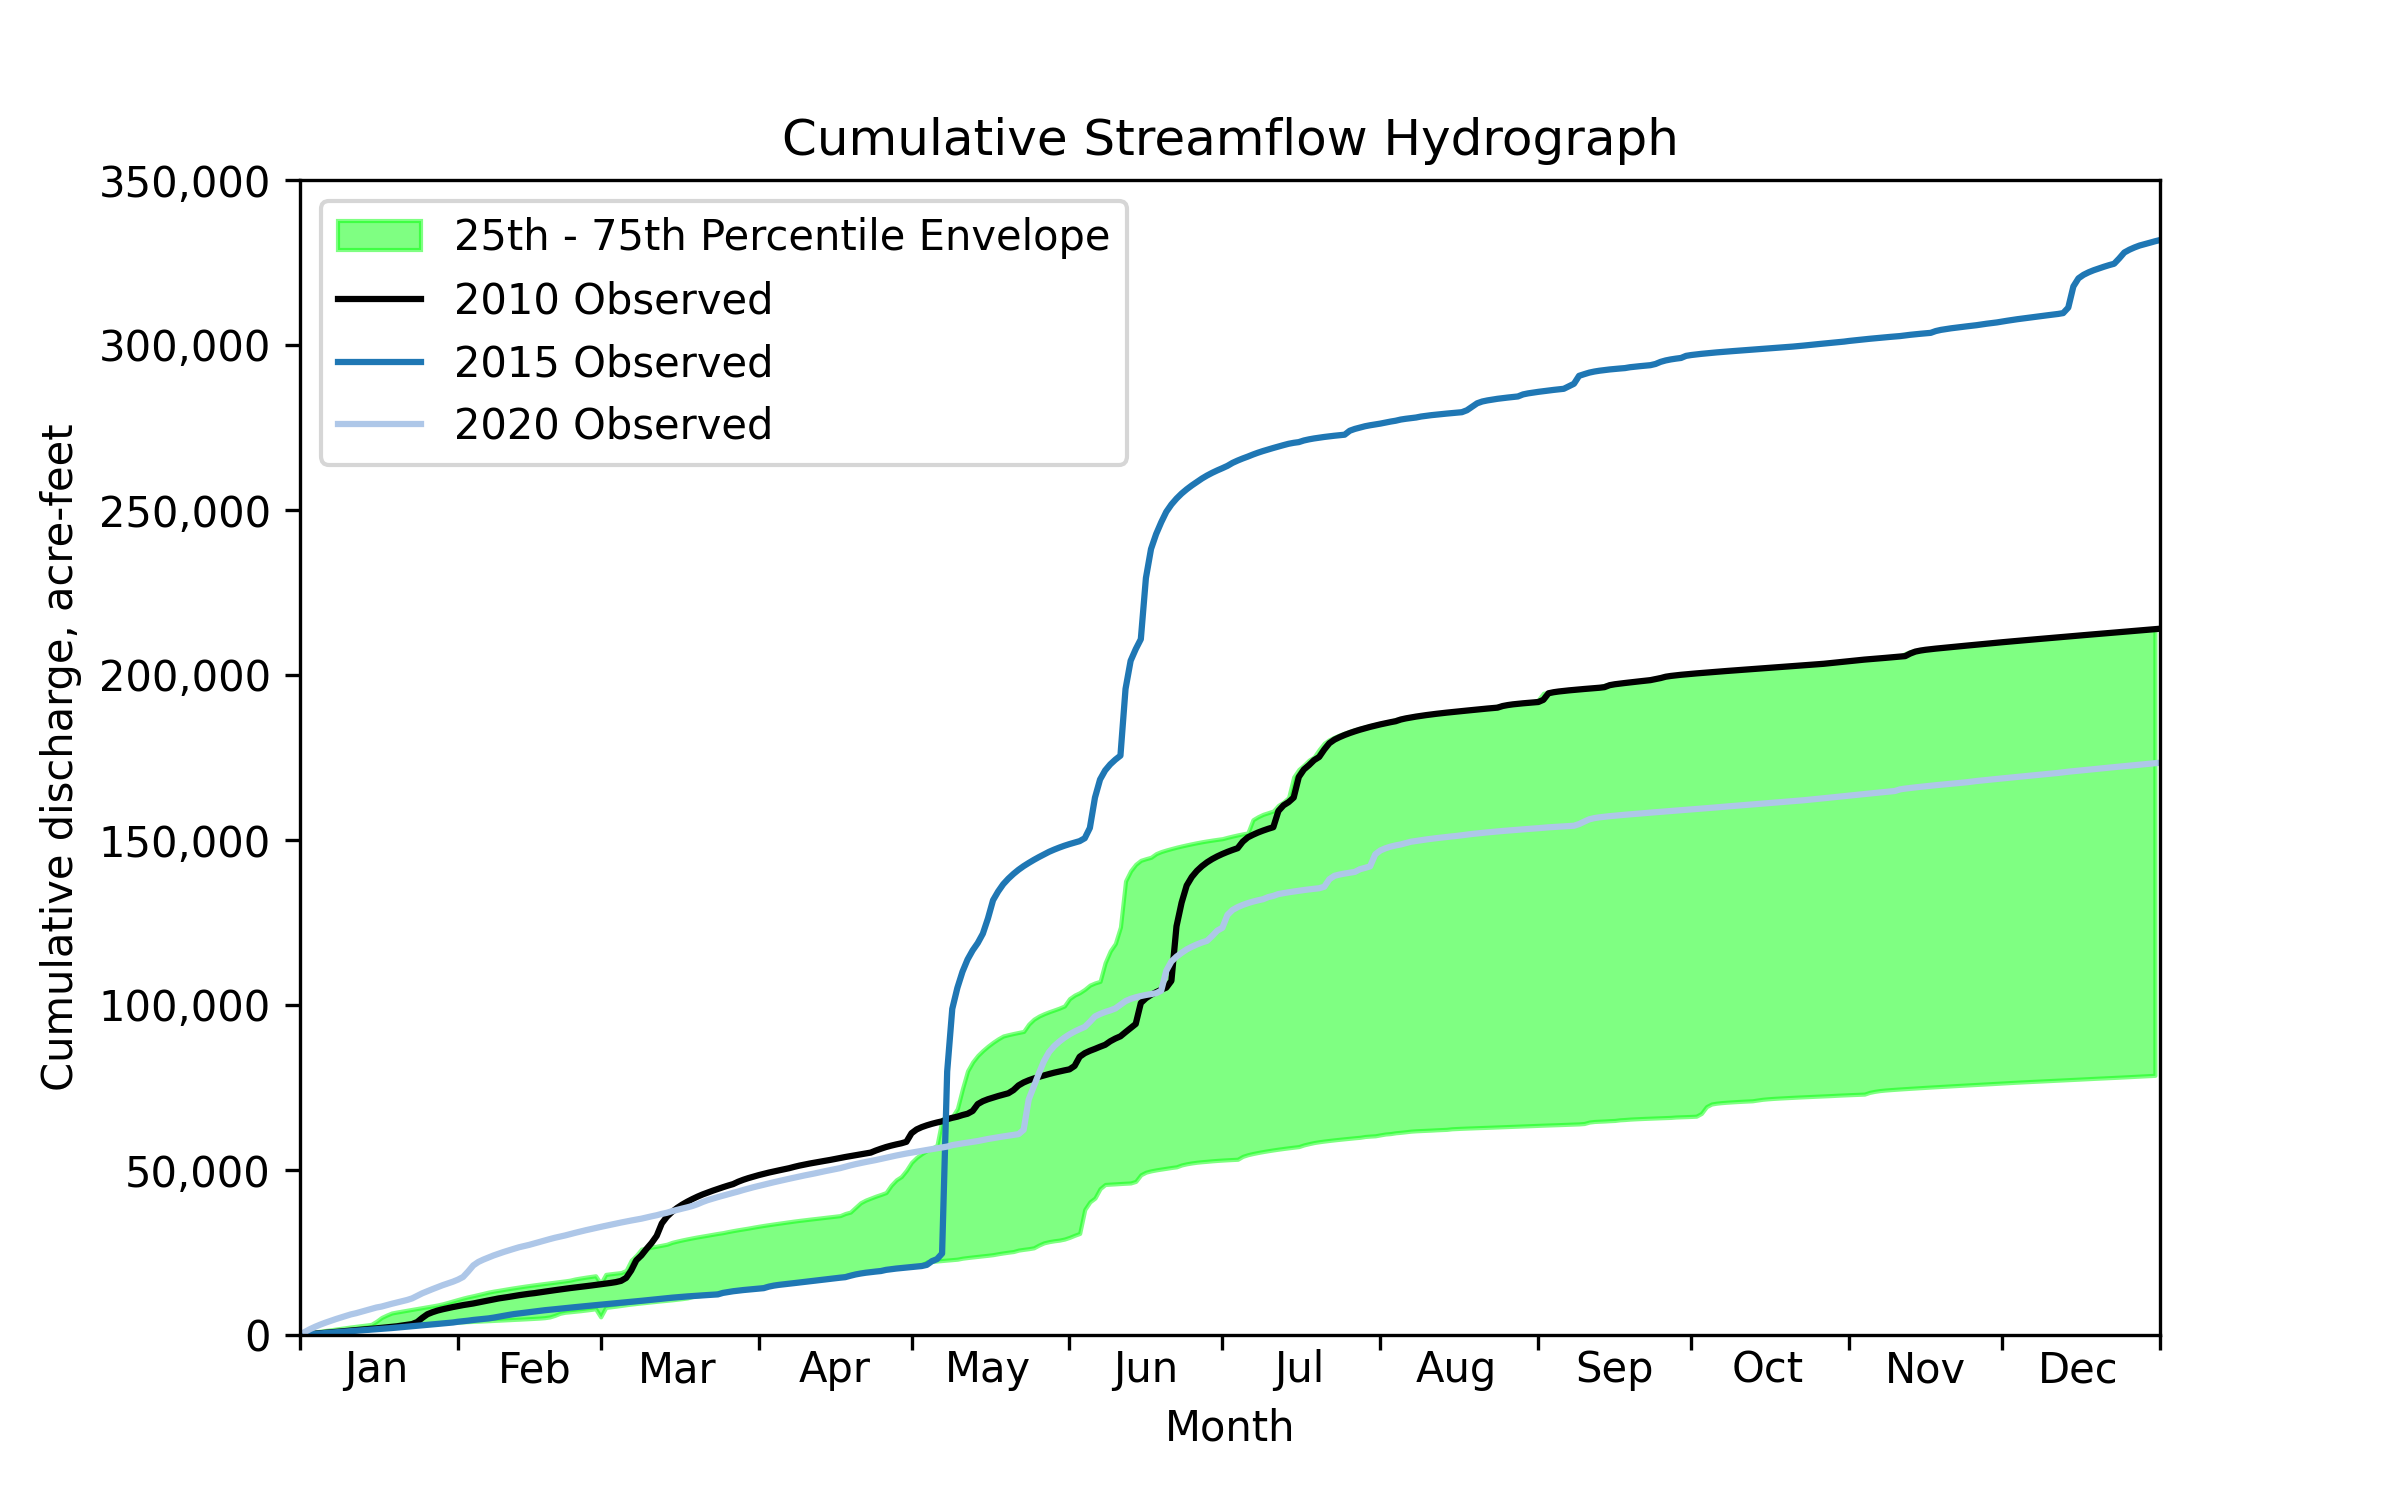 Cumulative Streamflow Hydrograph
350,000
300,000
250,000
200,000
150,000
100,000
50,000
0
Cumulative discharge, acre-feet
25th - 75th Percentile Envelope
2010 Observed
2015 Observed
2020 Observed
Jan Feb Mar Apr May Jun Jul Aug Sep Oct Nov Dec
Month